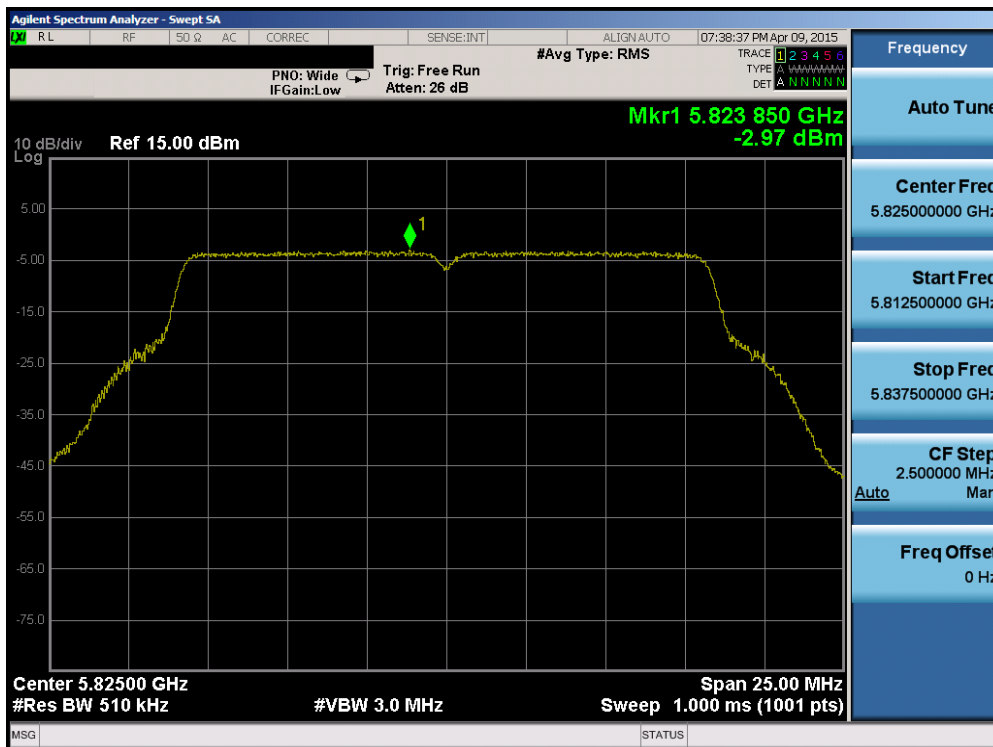 Agilent Spectrum Analyzer - Swept SA
LXI RL RF 50 Ω AC CORREC SENSE:INT ALIGN AUTO 07:38:37 PM Apr 09, 2015
#Avg Type: RMS TRACE 1 2 3 4 5 6
PNO: Wide Trig: Free Run TYPE A WWWWW
IFGain:Low Atten: 26 dB DET A N N N N N
Mkr1 5.823 850 GHz
-2.97 dBm
10 dB/div Ref 15.00 dBm
Log
5.00
1
-5.00
-15.0
-25.0
-35.0
-45.0
-55.0
-65.0
-75.0
Center 5.82500 GHz Span 25.00 MHz
#Res BW 510 kHz #VBW 3.0 MHz Sweep 1.000 ms (1001 pts)
MSG STATUS
Frequency
Auto Tune
Center Freq
5.825000000 GHz
Start Freq
5.812500000 GHz
Stop Freq
5.837500000 GHz
CF Step
2.500000 MHz
Auto Man
Freq Offset
0 Hz